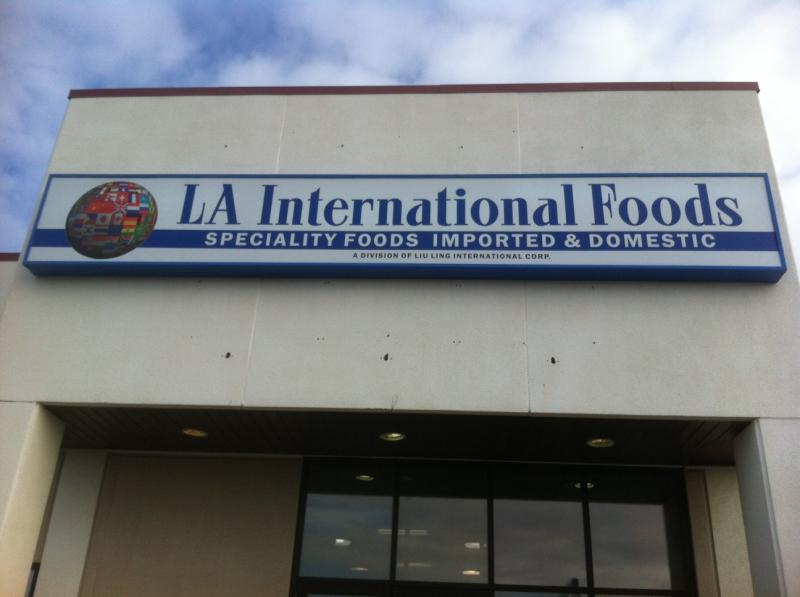 LA International Foods
SPECIALITY FOODS IMPORTED & DOMESTIC
A DIVISION OF LIU LING INTERNATIONAL CORP.